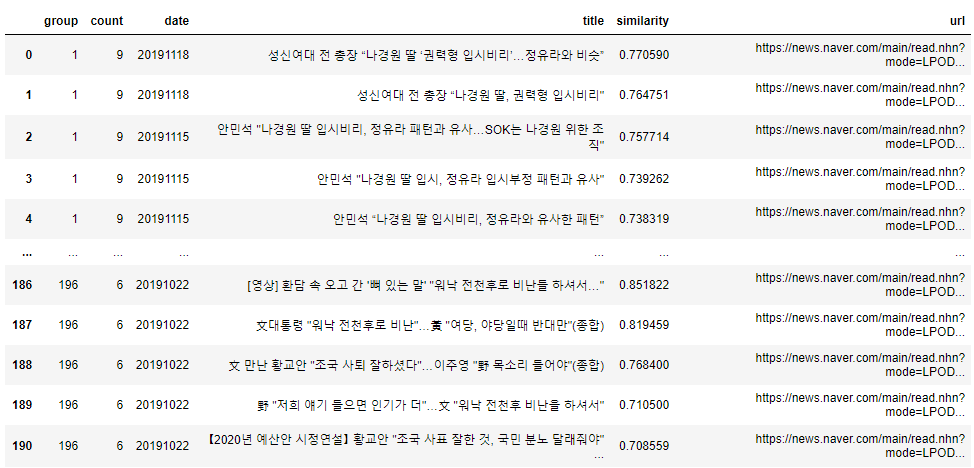 group count date title similarity url
0 1 9 20191118 성신여대 전 총장 “나경원 딸 ‘권력형 입시비리’…정유라와 비슷” 0.770590 https://news.naver.com/main/read.nhn?
mode=LPOD...
1 1 9 20191118 성신여대 전 총장 “나경원 딸, 권력형 입시비리" 0.764751 https://news.naver.com/main/read.nhn?
mode=LPOD...
2 1 9 20191115 안민석 "나경원 딸 입시비리, 정유라 패턴과 유사…SOK는 나경원 위한 조
직" 0.757714 https://news.naver.com/main/read.nhn?
mode=LPOD...
3 1 9 20191115 안민석 "나경원 딸 입시, 정유라 입시부정 패턴과 유사" 0.739262 https://news.naver.com/main/read.nhn?
mode=LPOD...
4 1 9 20191115 안민석 “나경원 딸 입시비리, 정유라와 유사한 패턴” 0.738319 https://news.naver.com/main/read.nhn?
mode=LPOD...
... ... ... ... ... ... ...
186 196 6 20191022 [영상] 환담 속 오고 간 '뼈 있는 말' "워낙 전천후로 비난들 하셔서…" 0.851822 https://news.naver.com/main/read.nhn?
mode=LPOD...
187 196 6 20191022 文대통령 "워낙 전천후로 비난"…黃 "여당, 야당일때 반대만"(종합) 0.819459 https://news.naver.com/main/read.nhn?
mode=LPOD...
188 196 6 20191022 文 만난 황교안 "조국 사퇴 잘하셨다"…이주영 "野 목소리 들어야"(종합) 0.768400 https://news.naver.com/main/read.nhn?
mode=LPOD...
189 196 6 20191022 野 "저희 얘기 들으면 인기가 더"…文 "워낙 전천후 비난을 하셔서" 0.710500 https://news.naver.com/main/read.nhn?
mode=LPOD...
190 196 6 20191022 【2020년 예산안 시정연설】 황교안 "조국 사표 잘한 것, 국민 분노 달래줘야"
... 0.708559 https://news.naver.com/main/read.nhn?
mode=LPOD...